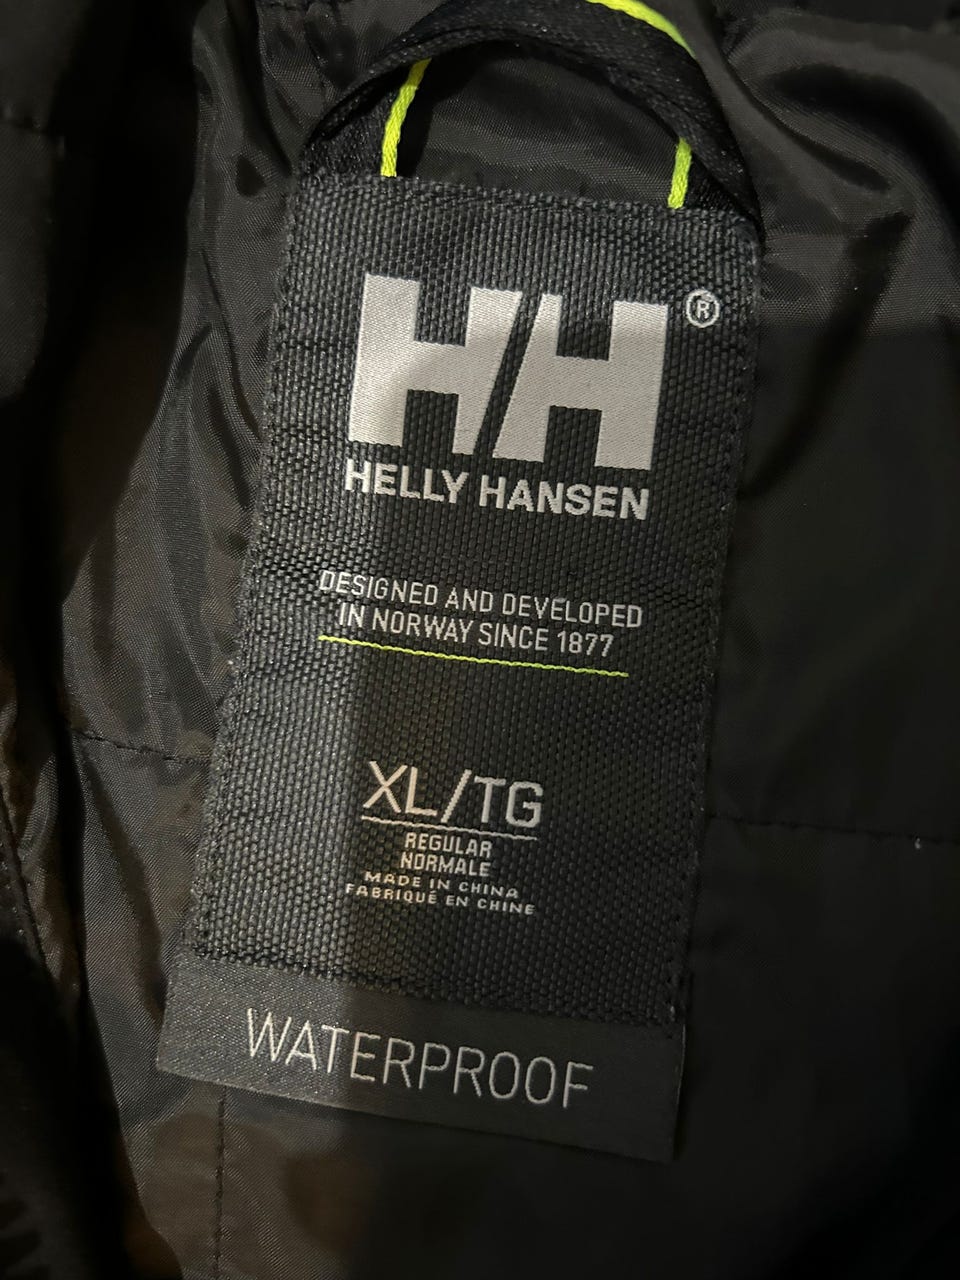 HH®
HELLY HANSEN
DESIGNED AND DEVELOPED
IN NORWAY SINCE 1877
XL/TG
REGULAR
NORMALE
MADE IN CHINA
FABRIQUÉ EN CHINE
WATERPROOF